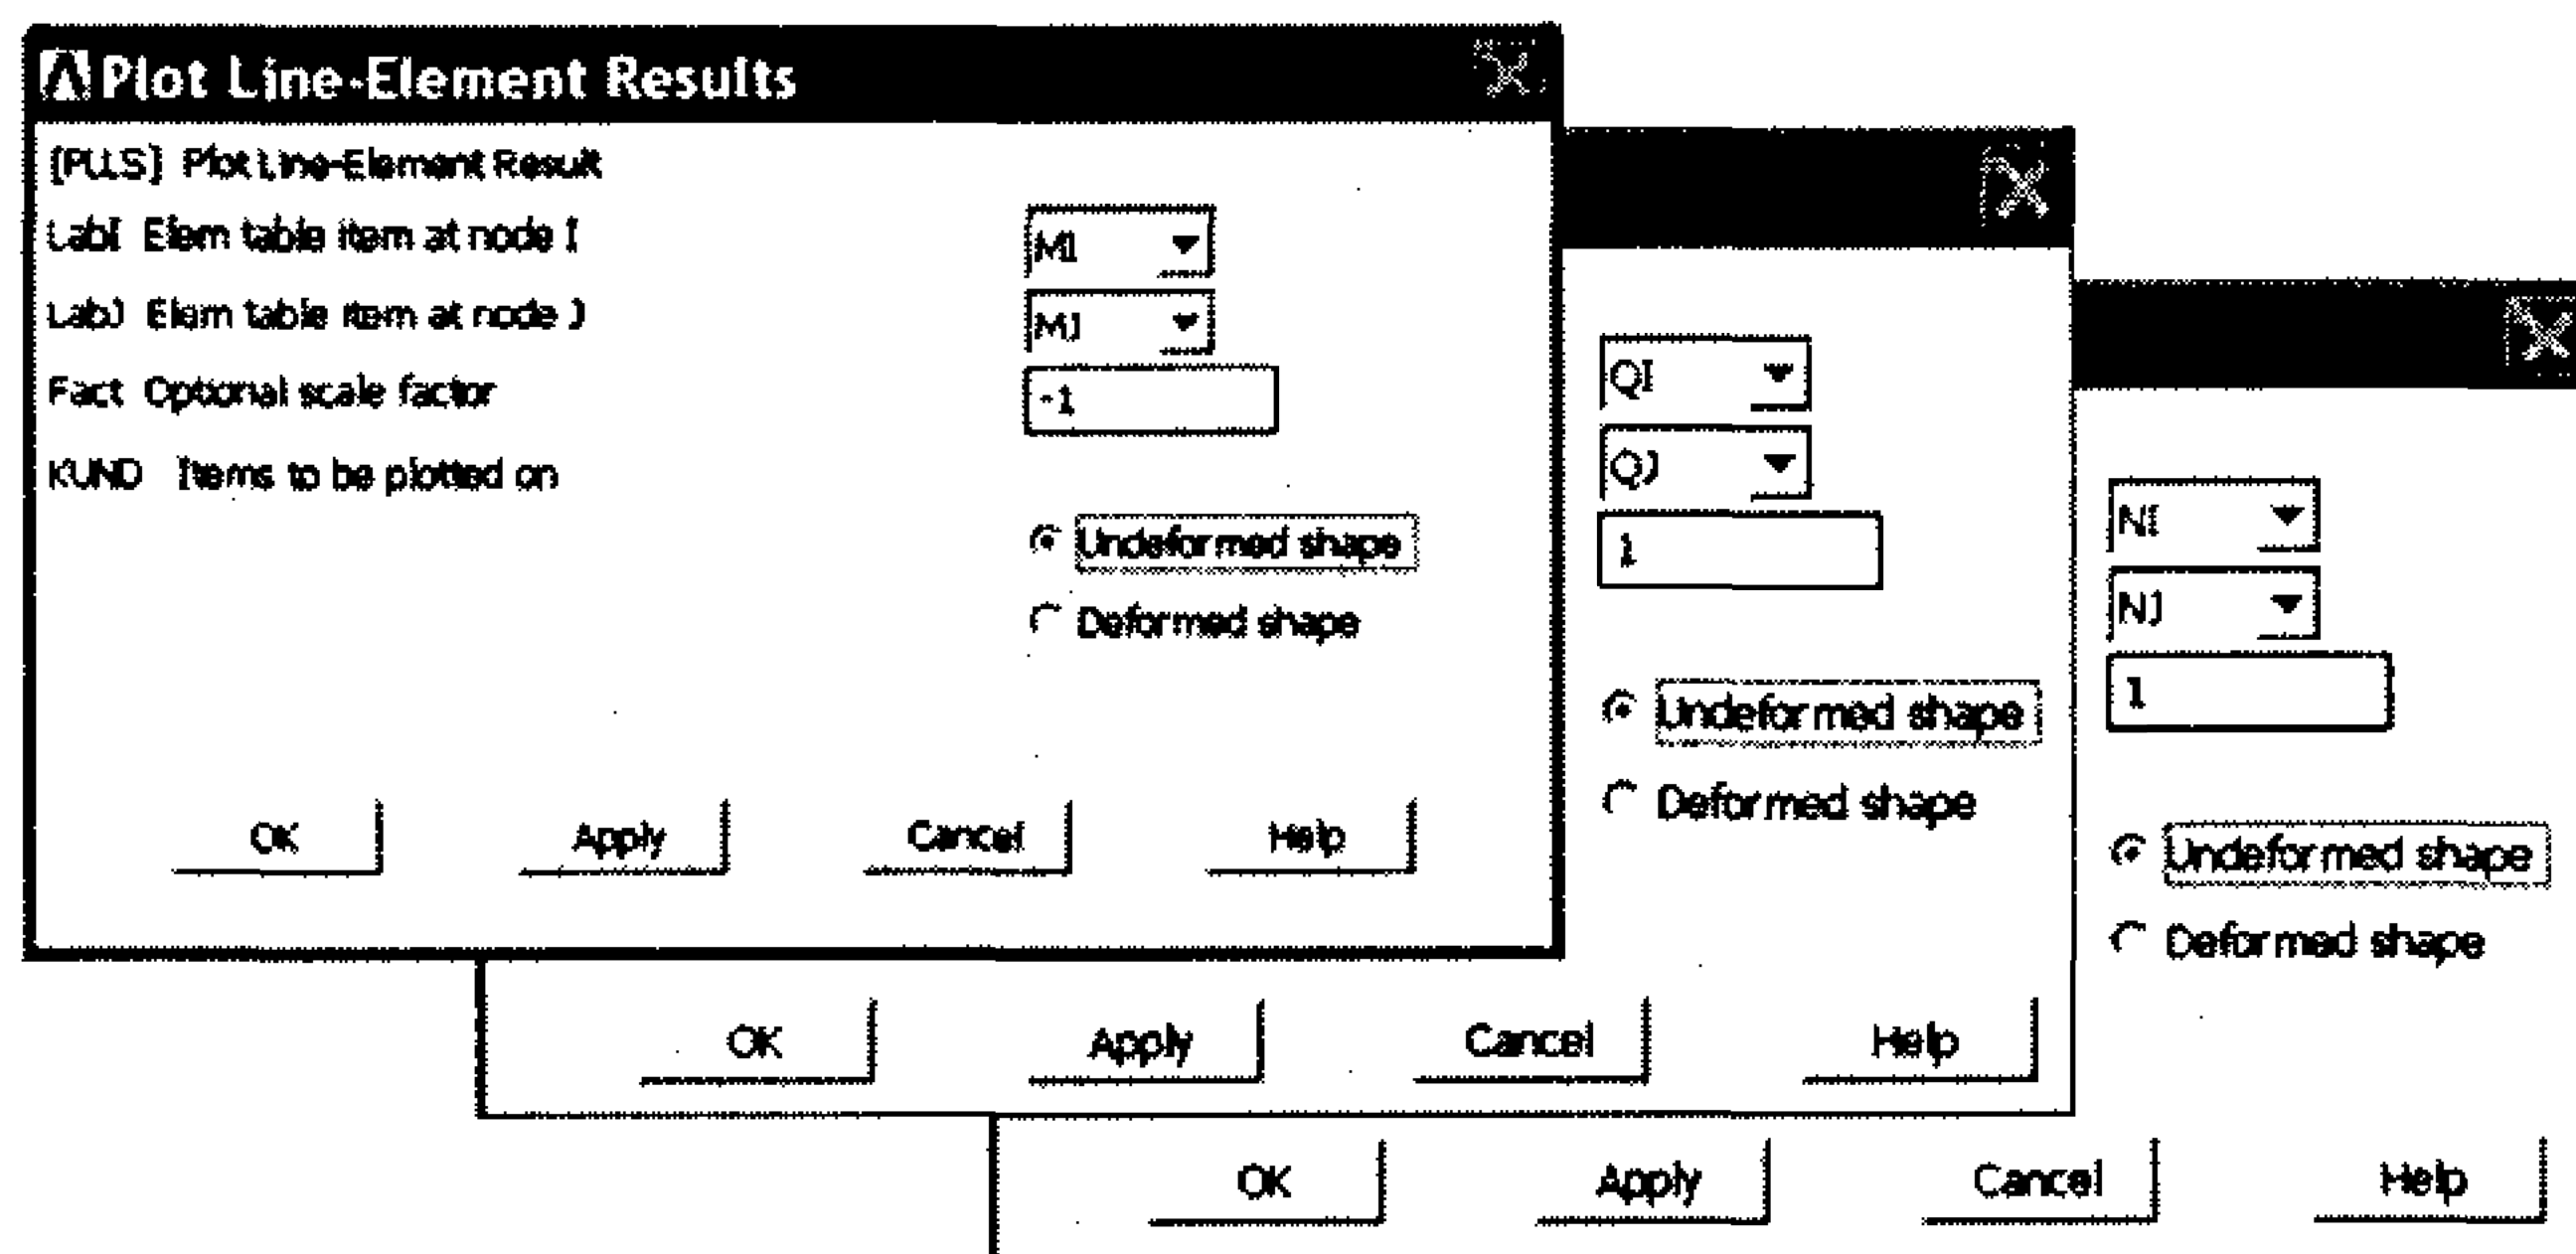 Plot Line-Element Results
[PLLS] Plot Line-Element Result
LabI Elem table item at node I
MI
LabJ Elem table item at node J
MJ
Fact Optional scale factor
-1
KUND Items to be plotted on
Undeformed shape
Deformed shape
OK Apply Cancel Help
QI
QJ
1
Undeformed shape
Deformed shape
OK Apply Cancel Help
NI
NJ
1
Undeformed shape
Deformed shape
OK Apply Cancel Help